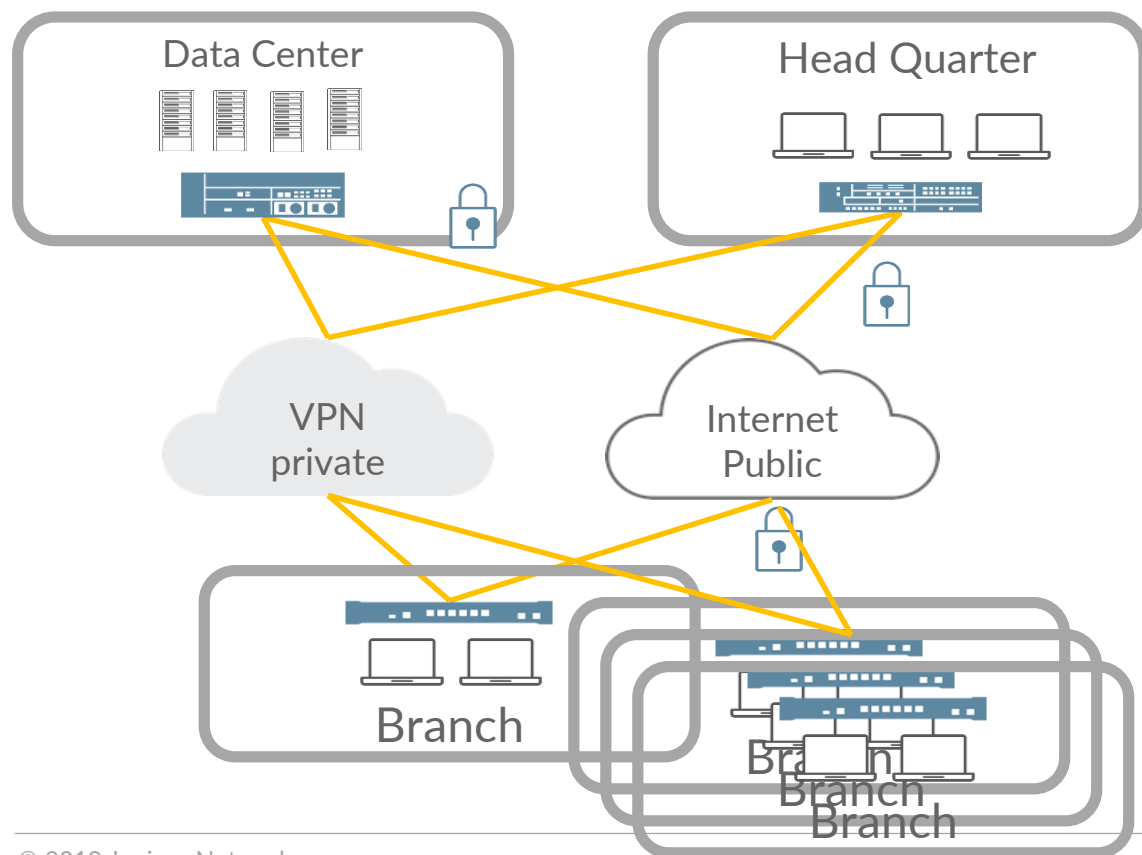 Data Center
Head Quarter
VPN
private
Internet
Public
Branch
Branch
Branch
Branch